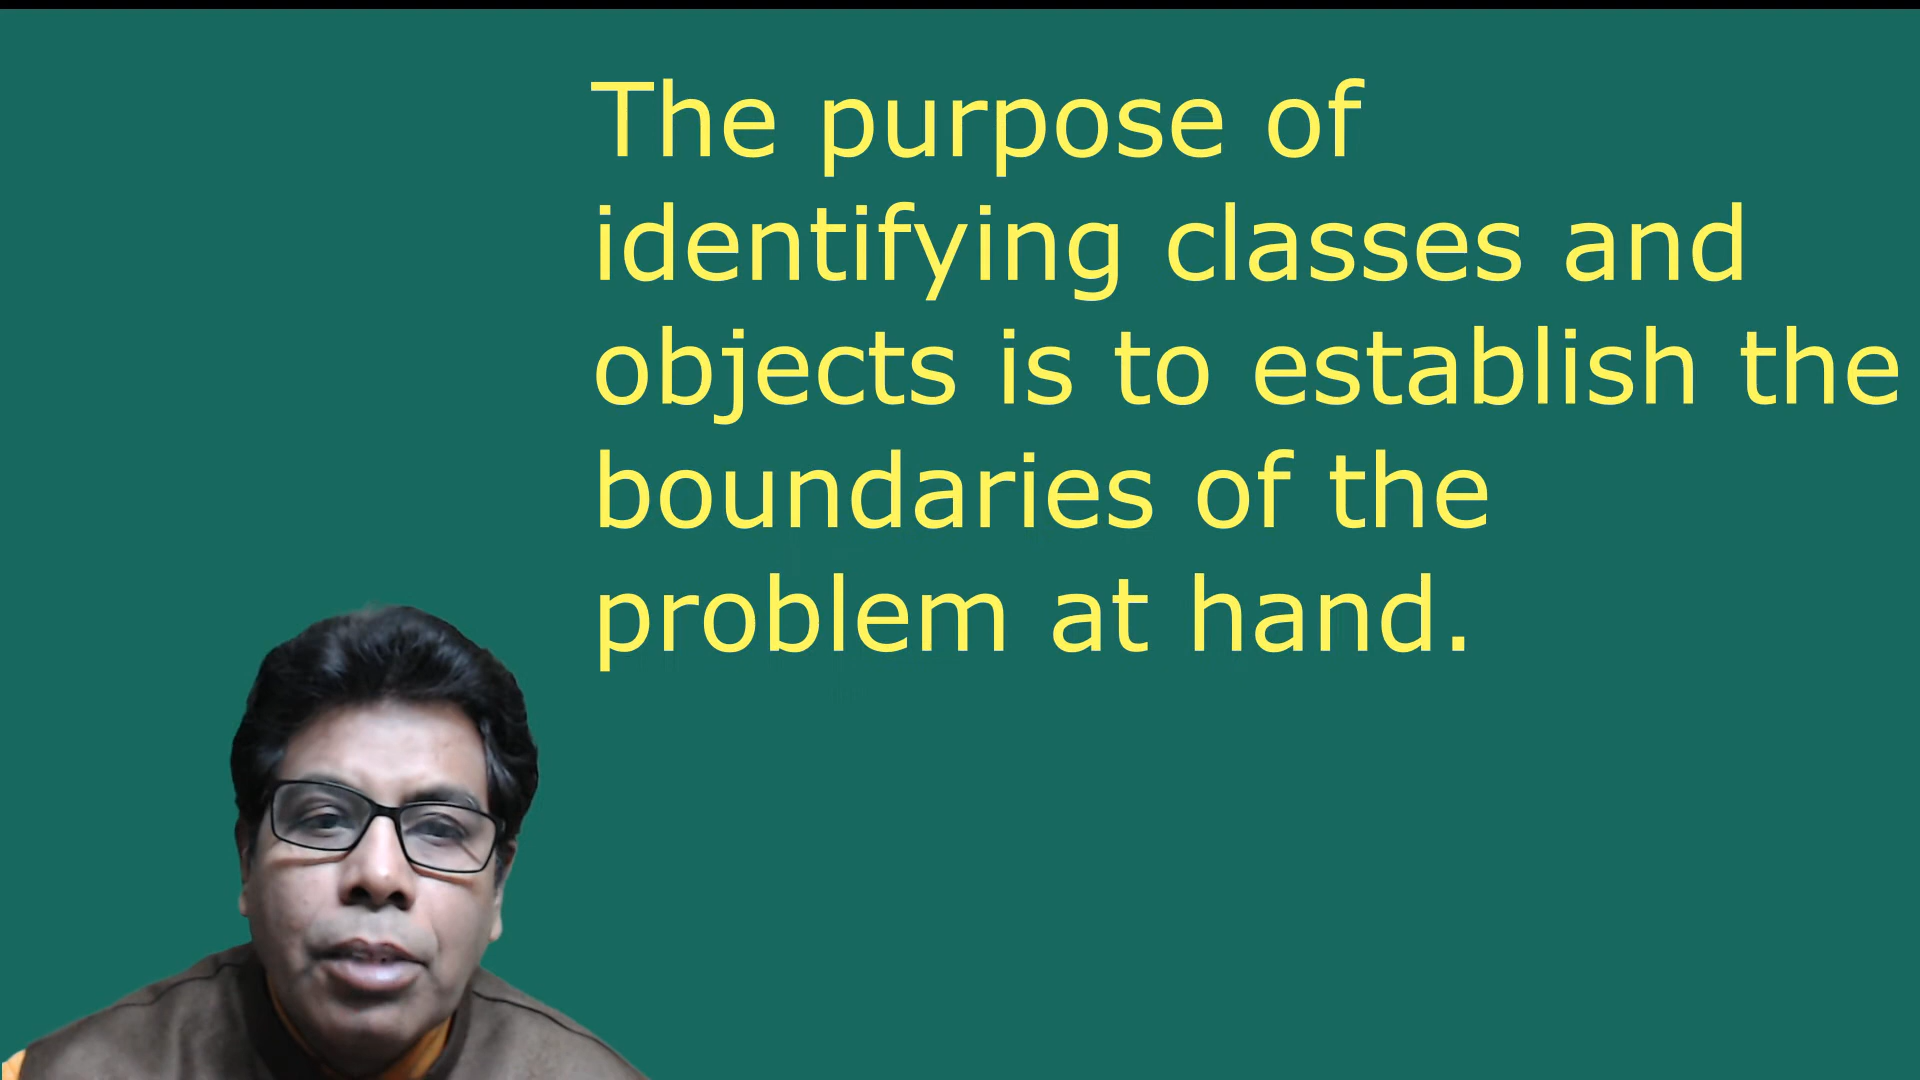 The purpose of
identifying classes and
objects is to establish the
boundaries of the
problem at hand.